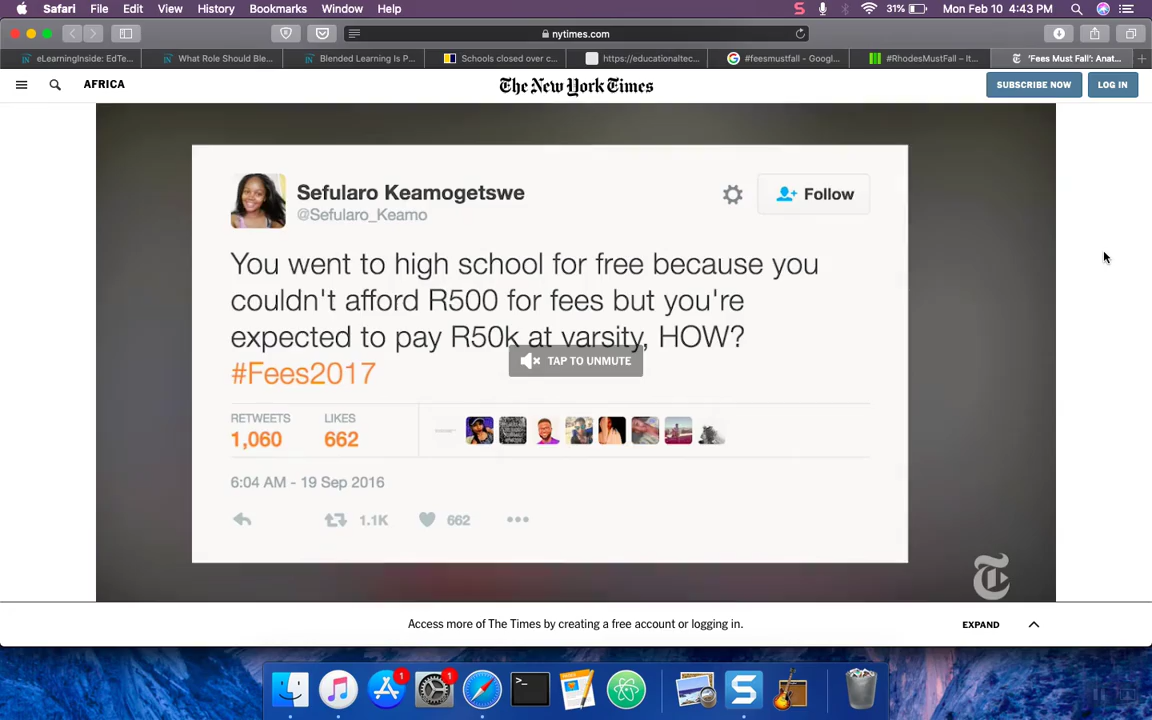 Safari File Edit View History Bookmarks Window Help
31% Mon Feb 10 4:43 PM
nytimes.com
eLearningInside: EdTe...
What Role Should Ble...
Blended Learning Is P...
Schools closed over c...
https://educationaltec...
#feesmustfall - Googl...
#RhodesMustFall – It...
'Fees Must Fall': Anat...
AFRICA
The New York Times
SUBSCRIBE NOW
LOG IN
Sefularo Keamogetswe
@Sefularo_Keamo
Follow
You went to high school for free because you
couldn't afford R500 for fees but you're
expected to pay R50k at varsity, HOW?
TAP TO UNMUTE
#Fees2017
RETWEETS LIKES
1,060 662
6:04 AM - 19 Sep 2016
1.1K 662
Access more of The Times by creating a free account or logging in.
EXPAND